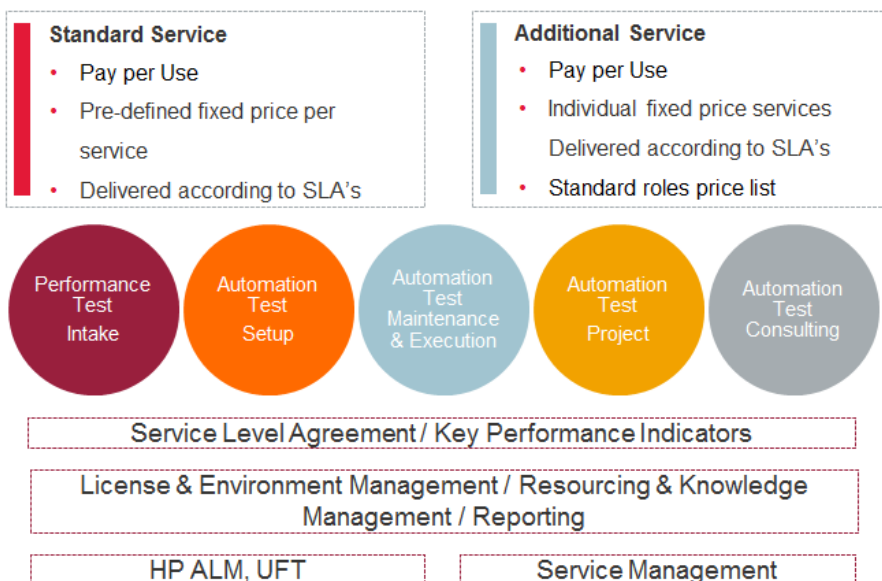 Standard Service
• Pay per Use
• Pre-defined fixed price per
service
• Delivered according to SLA's
Additional Service
• Pay per Use
• Individual fixed price services
Delivered according to SLA's
• Standard roles price list
Performance
Test
Intake
Automation
Test
Setup
Automation
Test
Maintenance
& Execution
Automation
Test
Project
Automation
Test
Consulting
Service Level Agreement / Key Performance Indicators
License & Environment Management / Resourcing & Knowledge
Management / Reporting
HP ALM, UFT
Service Management